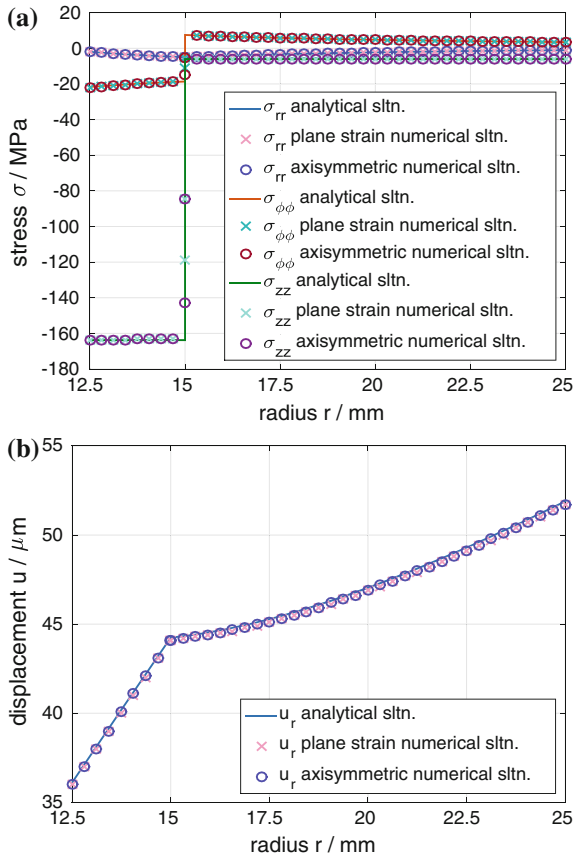 (a)
stress σ / MPa
20
0
-20
-40
-60
-80
-100
-120
-140
-160
-180
σrr analytical sltn.
σrr plane strain numerical sltn.
σrr axisymmetric numerical sltn.
σϕϕ analytical sltn.
σϕϕ plane strain numerical sltn.
σϕϕ axisymmetric numerical sltn.
σzz analytical sltn.
σzz plane strain numerical sltn.
σzz axisymmetric numerical sltn.
12.5 15 17.5 20 22.5 25
radius r / mm
(b)
displacement u / μm
55
50
45
40
35
ur analytical sltn.
ur plane strain numerical sltn.
ur axisymmetric numerical sltn.
12.5 15 17.5 20 22.5 25
radius r / mm